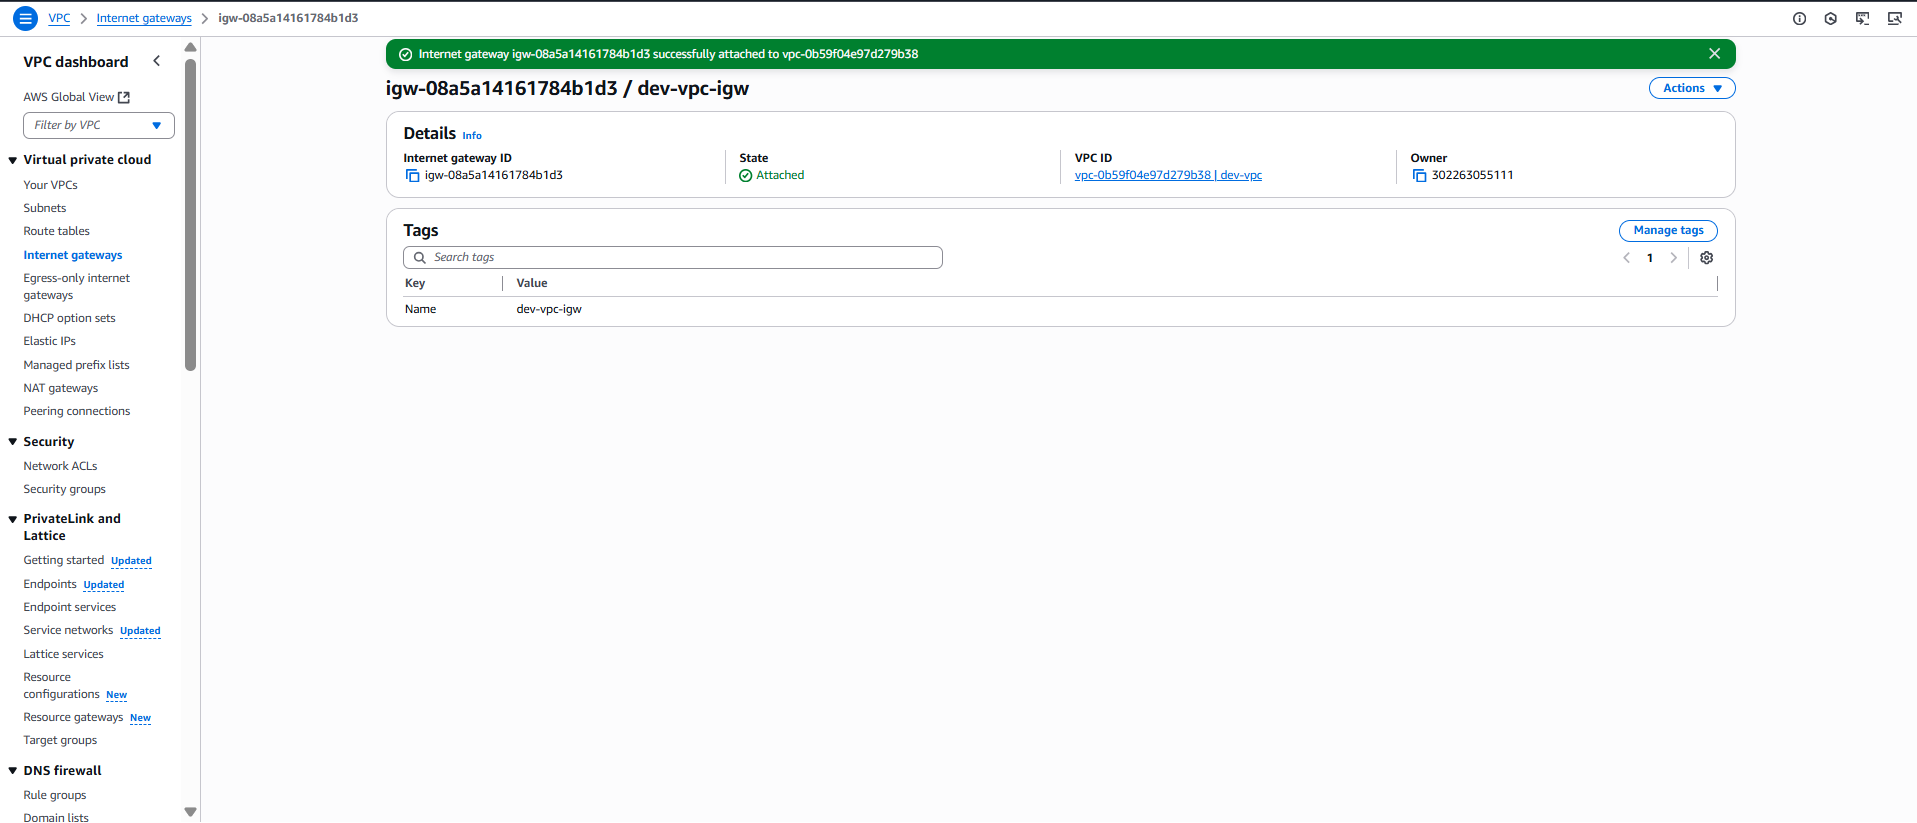 VPC > Internet gateways > igw-08a5a14161784b1d3
VPC dashboard
AWS Global View
Filter by VPC
Virtual private cloud
Your VPCs
Subnets
Route tables
Internet gateways
Egress-only internet
gateways
DHCP option sets
Elastic IPs
Managed prefix lists
NAT gateways
Peering connections
Security
Network ACLs
Security groups
PrivateLink and
Lattice
Getting started Updated
Endpoints Updated
Endpoint services
Service networks Updated
Lattice services
Resource
configurations New
Resource gateways New
Target groups
DNS firewall
Rule groups
Domain lists
Internet gateway igw-08a5a14161784b1d3 successfully attached to vpc-0b59f04e97d279b38
igw-08a5a14161784b1d3 / dev-vpc-igw
Actions
Details Info
Internet gateway ID
igw-08a5a14161784b1d3
State
Attached
VPC ID
vpc-0b59f04e97d279b38 | dev-vpc
Owner
302263055111
Tags
Manage tags
Search tags
1
Key Value
Name dev-vpc-igw